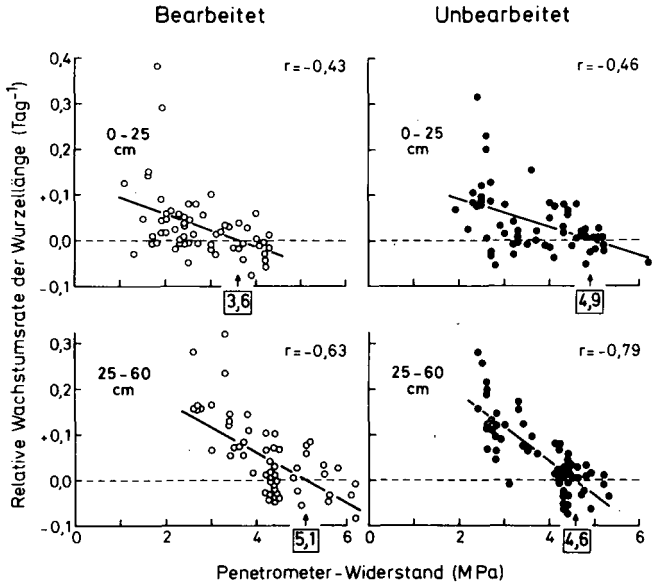 Bearbeitet
Unbearbeitet
Relative Wachstumsrate der Wurzellänge (Tag⁻¹)
0,4
0,3
0,2
+0,1
0,0
-0,1
0-25
cm
r=-0,43
3,6
0-25
cm
r=-0,46
4,9
0,3
0,2
+0,1
0,0
-0,1
25-60
cm
r=-0,63
5,1
25-60
cm
r=-0,79
4,6
0 2 4 6
0 2 4 6
Penetrometer-Widerstand (MPa)